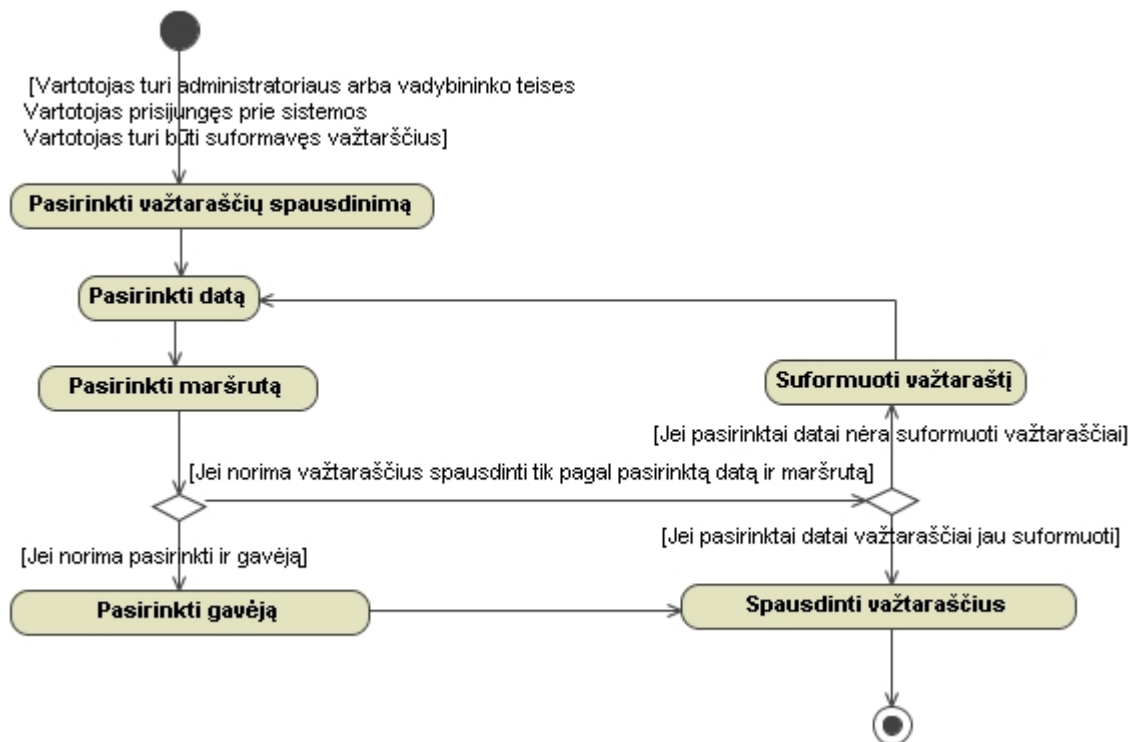 [Vartotojas turi administratoriaus arba vadybininko teises
Vartotojas prisijungęs prie sistemos
Vartotojas turi būti suformavęs važtarščius]
Pasirinkti važtaraščių spausdinimą
Pasirinkti datą
Pasirinkti maršrutą
Suformuoti važtaraštį
[Jei pasirinktai datai nėra suformuoti važtaraščiai]
[Jei norima važtaraščius spausdinti tik pagal pasirinktą datą ir maršrutą]
[Jei pasirinktai datai važtaraščiai jau suformuoti]
[Jei norima pasirinkti ir gavėją]
Pasirinkti gavėją
Spausdinti važtaraščius